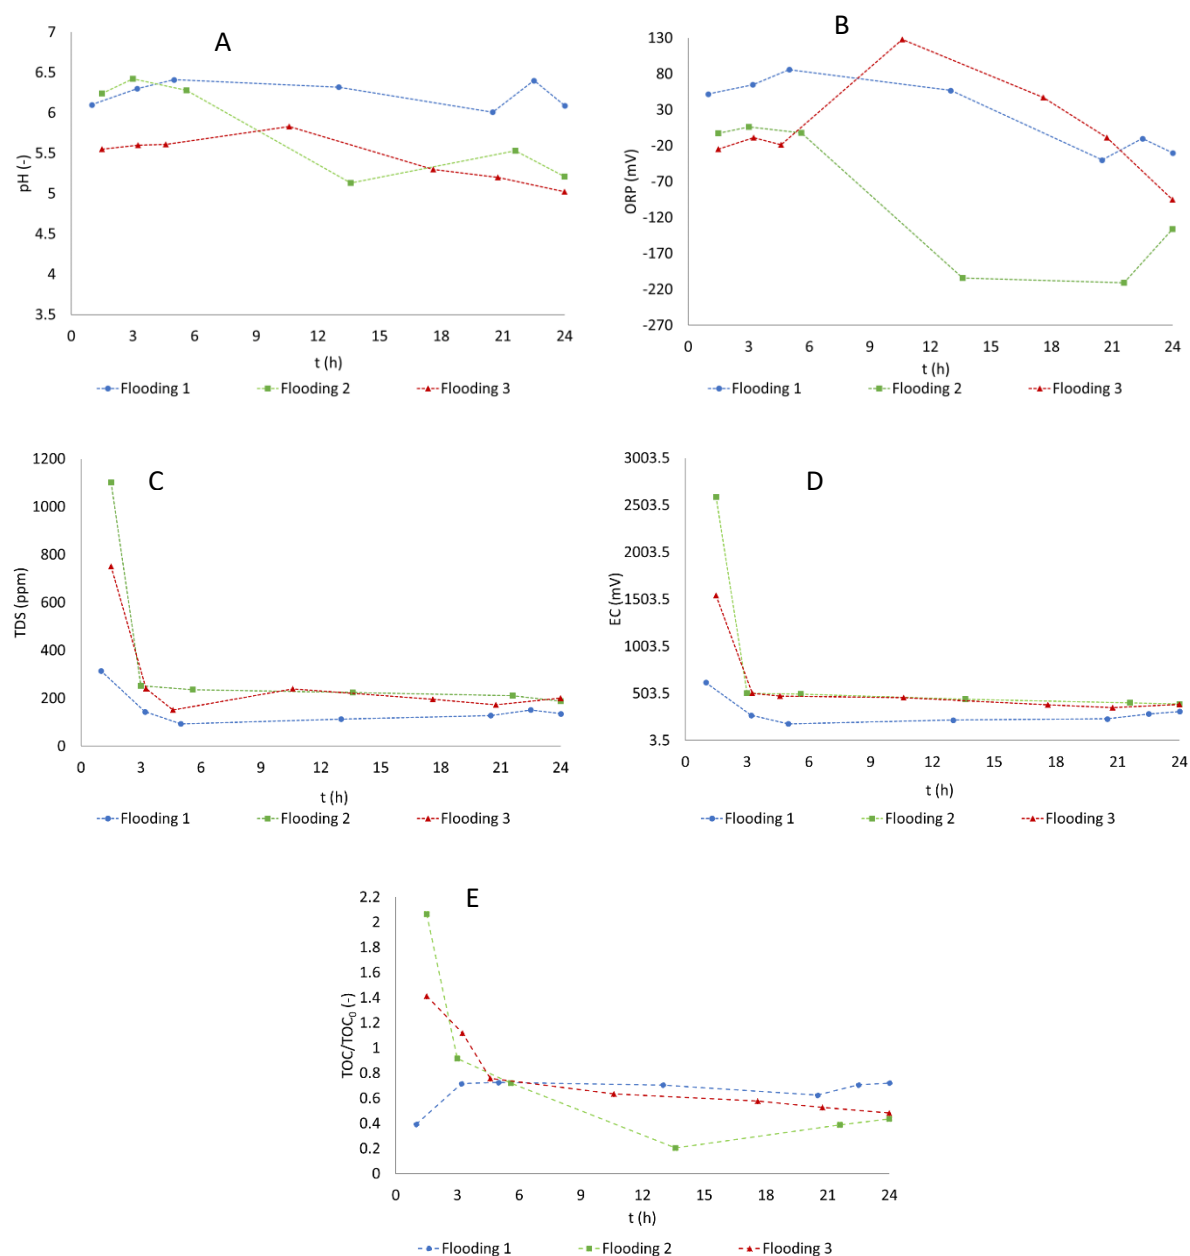 A
pH (-)
7
6.5
6
5.5
5
4.5
4
3.5
0 3 6 9 12 15 18 21 24
t (h)
Flooding 1 Flooding 2 Flooding 3
B
ORP (mV)
130
80
30
-20
-70
-120
-170
-220
-270
0 3 6 9 12 15 18 21 24
t (h)
Flooding 1 Flooding 2 Flooding 3
C
TDS (ppm)
1200
1000
800
600
400
200
0
0 3 6 9 12 15 18 21 24
t (h)
Flooding 1 Flooding 2 Flooding 3
D
EC (mV)
3003.5
2503.5
2003.5
1503.5
1003.5
503.5
3.5
0 3 6 9 12 15 18 21 24
t (h)
Flooding 1 Flooding 2 Flooding 3
E
TOC/TOC₀ (-)
2.2
2
1.8
1.6
1.4
1.2
1
0.8
0.6
0.4
0.2
0
0 3 6 9 12 15 18 21 24
t (h)
Flooding 1 Flooding 2 Flooding 3